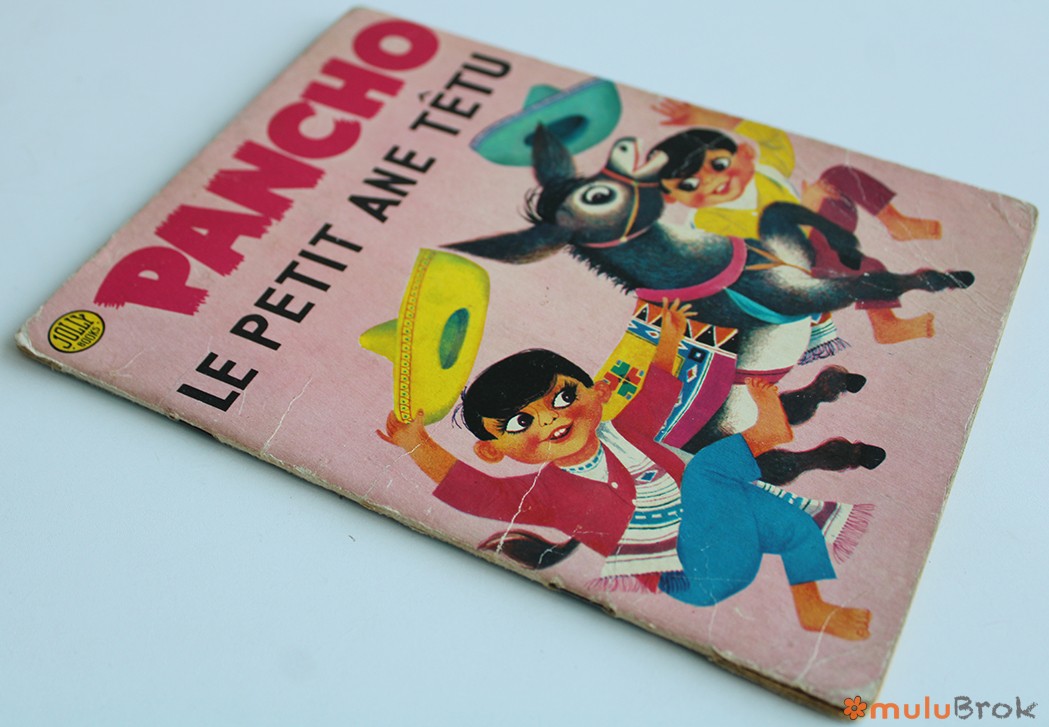 PANCHO
LE PETIT ANE TÊTU
JOLLY
BOOKS
muluBrok